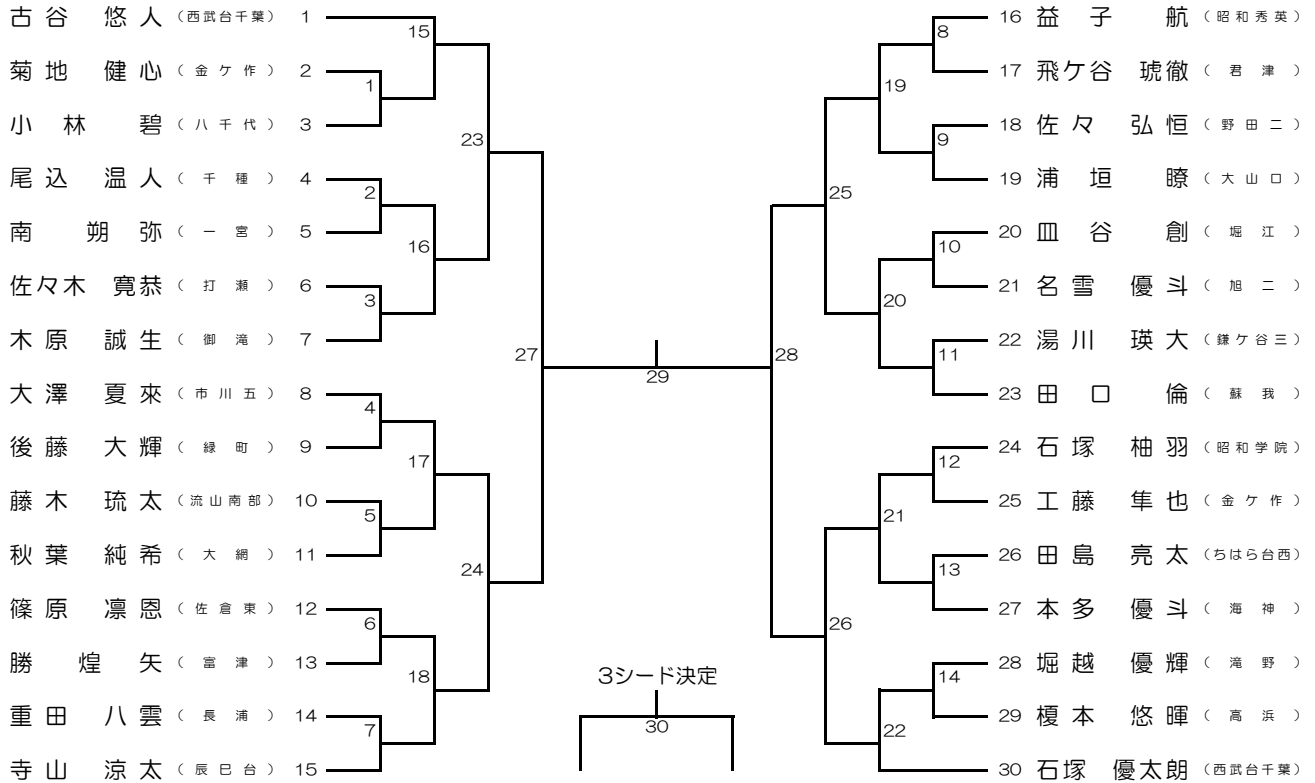 古谷 悠人 （西武台千葉） 1
菊地 健心 （金ケ作） 2
小林 碧 （八千代） 3
尾込 温人 （千種） 4
南 朔弥 （一宮） 5
佐々木 寛恭 （打瀬） 6
木原 誠生 （御滝） 7
大澤 夏來 （市川五） 8
後藤 大輝 （緑町） 9
藤木 琉太 （流山南部） 10
秋葉 純希 （大網） 11
篠原 凛恩 （佐倉東） 12
勝 煌矢 （富津） 13
重田 八雲 （長浦） 14
寺山 涼太 （辰巳台） 15
15
1
23
2
16
3
27
4
17
5
24
6
18
7
29
3シード決定
30
28
8
19
9
25
10
20
11
12
21
13
26
14
22
16 益子 航 （昭和秀英）
17 飛ケ谷 琥徹 （君津）
18 佐々 弘恒 （野田二）
19 浦垣 瞭 （大山口）
20 皿谷 創 （堀江）
21 名雪 優斗 （旭二）
22 湯川 瑛大 （鎌ケ谷三）
23 田口 倫 （蘇我）
24 石塚 柚羽 （昭和学院）
25 工藤 隼也 （金ケ作）
26 田島 亮太 （ちはら台西）
27 本多 優斗 （海神）
28 堀越 優輝 （滝野）
29 榎本 悠暉 （高浜）
30 石塚 優太朗 （西武台千葉）